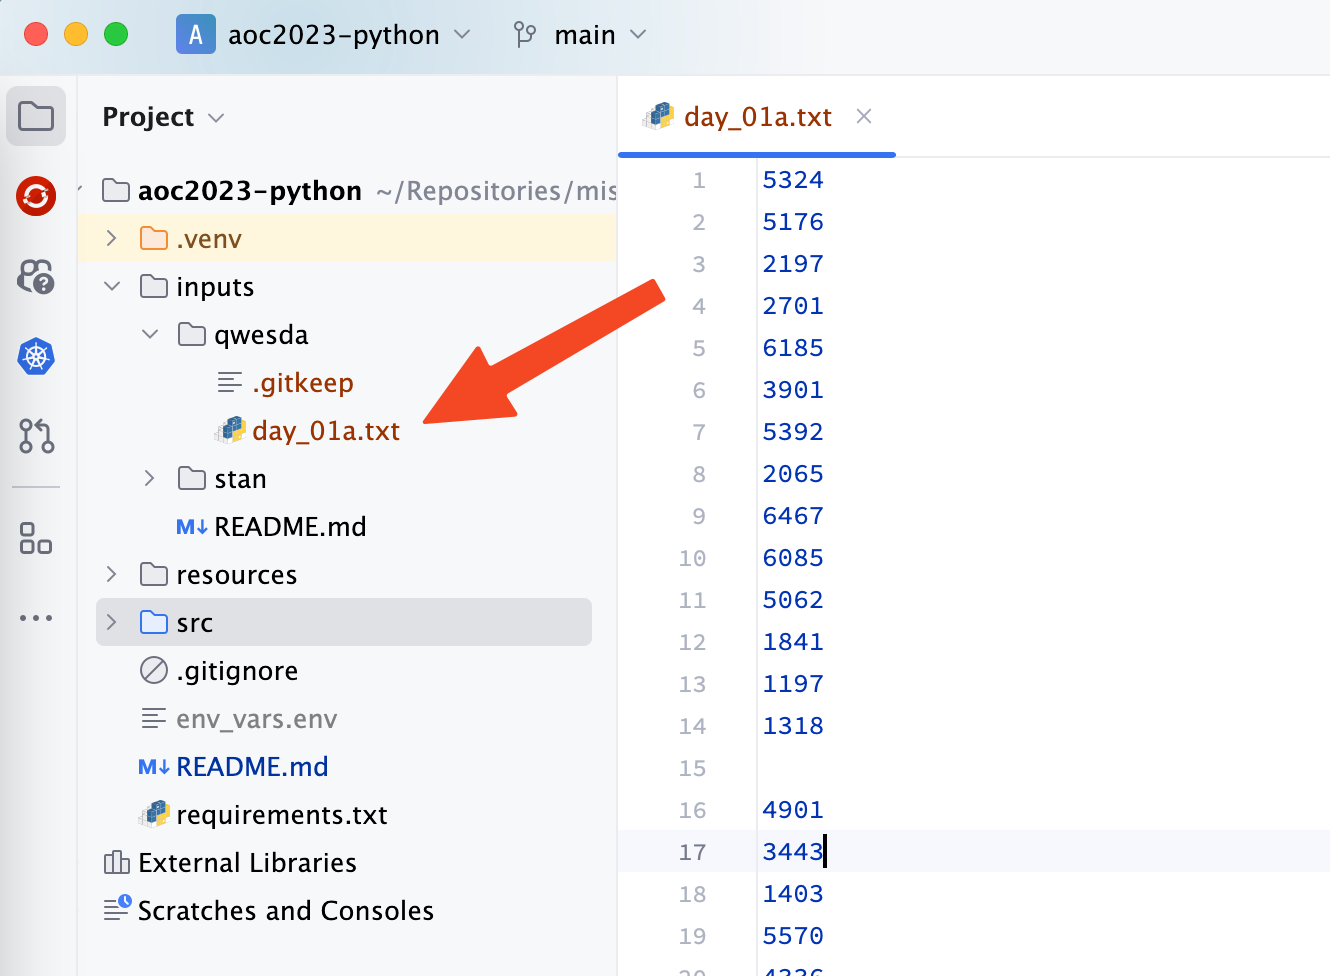 A aoc2023-python main
Project
aoc2023-python ~/Repositories/mis
.venv
inputs
qwesda
.gitkeep
day_01a.txt
stan
M↓ README.md
resources
src
.gitignore
env_vars.env
M↓ README.md
requirements.txt
External Libraries
Scratches and Consoles
day_01a.txt
1 5324
2 5176
3 2197
4 2701
5 6185
6 3901
7 5392
8 2065
9 6467
10 6085
11 5062
12 1841
13 1197
14 1318
15
16 4901
17 3443
18 1403
19 5570
20 4336